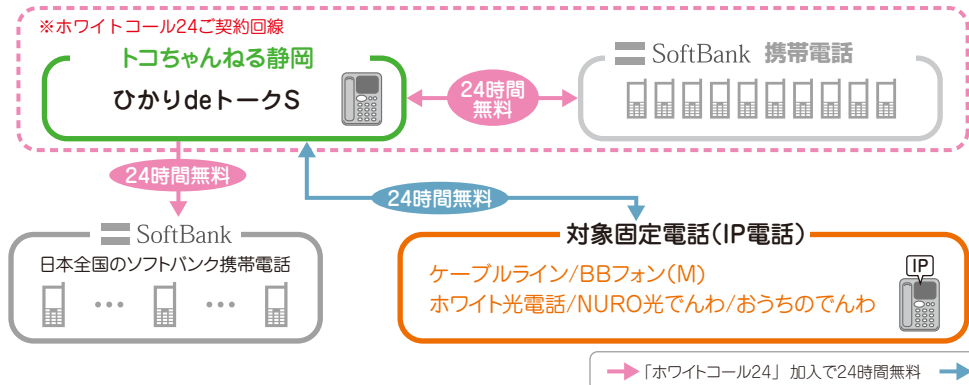 ※ホワイトコール24ご契約回線
トコちゃんねる静岡
ひかりdeトークS
24時間
無料
SoftBank 携帯電話
24時間無料
24時間無料
SoftBank
日本全国のソフトバンク携帯電話
… …
対象固定電話(IP電話)
ケーブルライン/BBフォン(M)
ホワイト光電話/NURO光でんわ/おうちのでんわ
IP
「ホワイトコール24」 加入で24時間無料